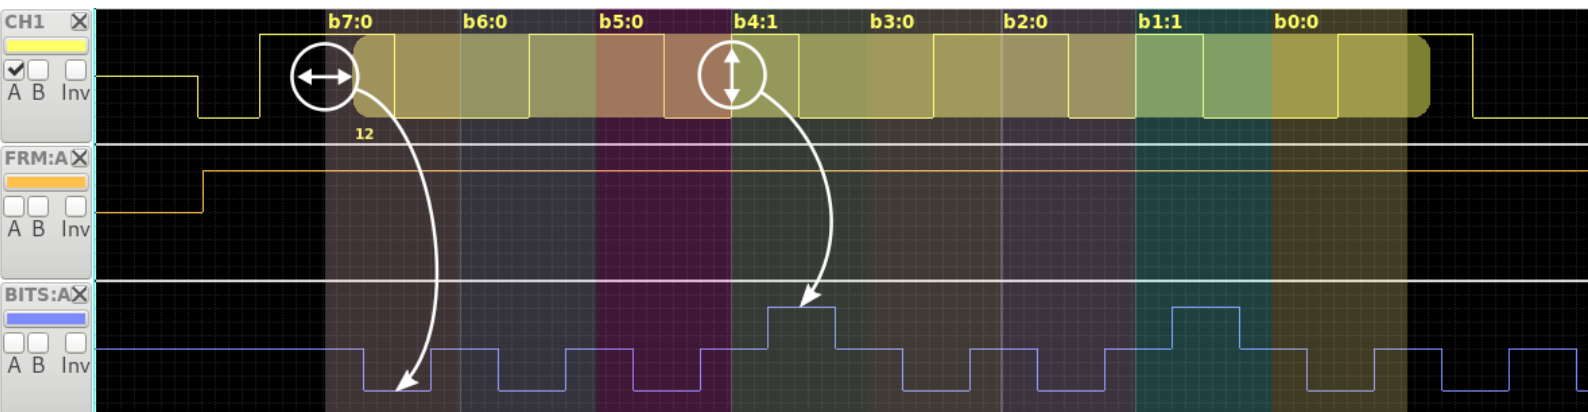 CH1 b7:0 b6:0 b5:0 b4:1 b3:0 b2:0 b1:1 b0:0
A B Inv
12
FRM:A
A B Inv
BITS:A
A B Inv